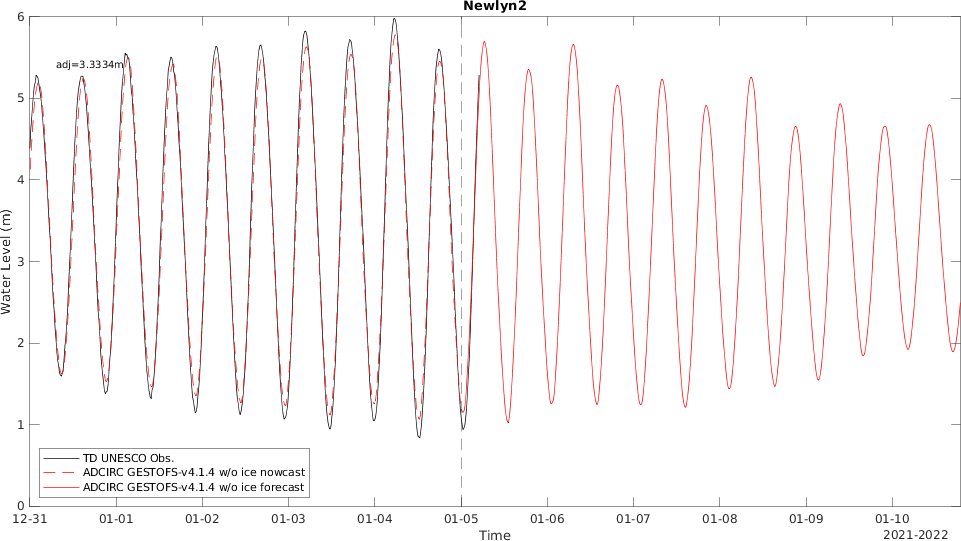 Newlyn2
6
adj=3.3334m
5
4
3
2
1
0
Water Level (m)
TD UNESCO Obs.
ADCIRC GESTOFS-v4.1.4 w/o ice nowcast
ADCIRC GESTOFS-v4.1.4 w/o ice forecast
12-31 01-01 01-02 01-03 01-04 01-05 01-06 01-07 01-08 01-09 01-10
Time
2021-2022